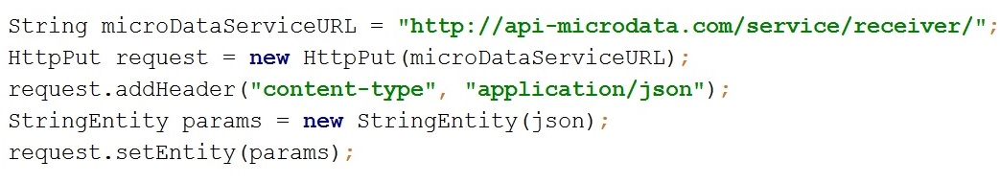 String microDataServiceURL = "http://api-microdata.com/service/receiver/";
HttpPut request = new HttpPut(microDataServiceURL);
request.addHeader("content-type", "application/json");
StringEntity params = new StringEntity(json);
request.setEntity(params);